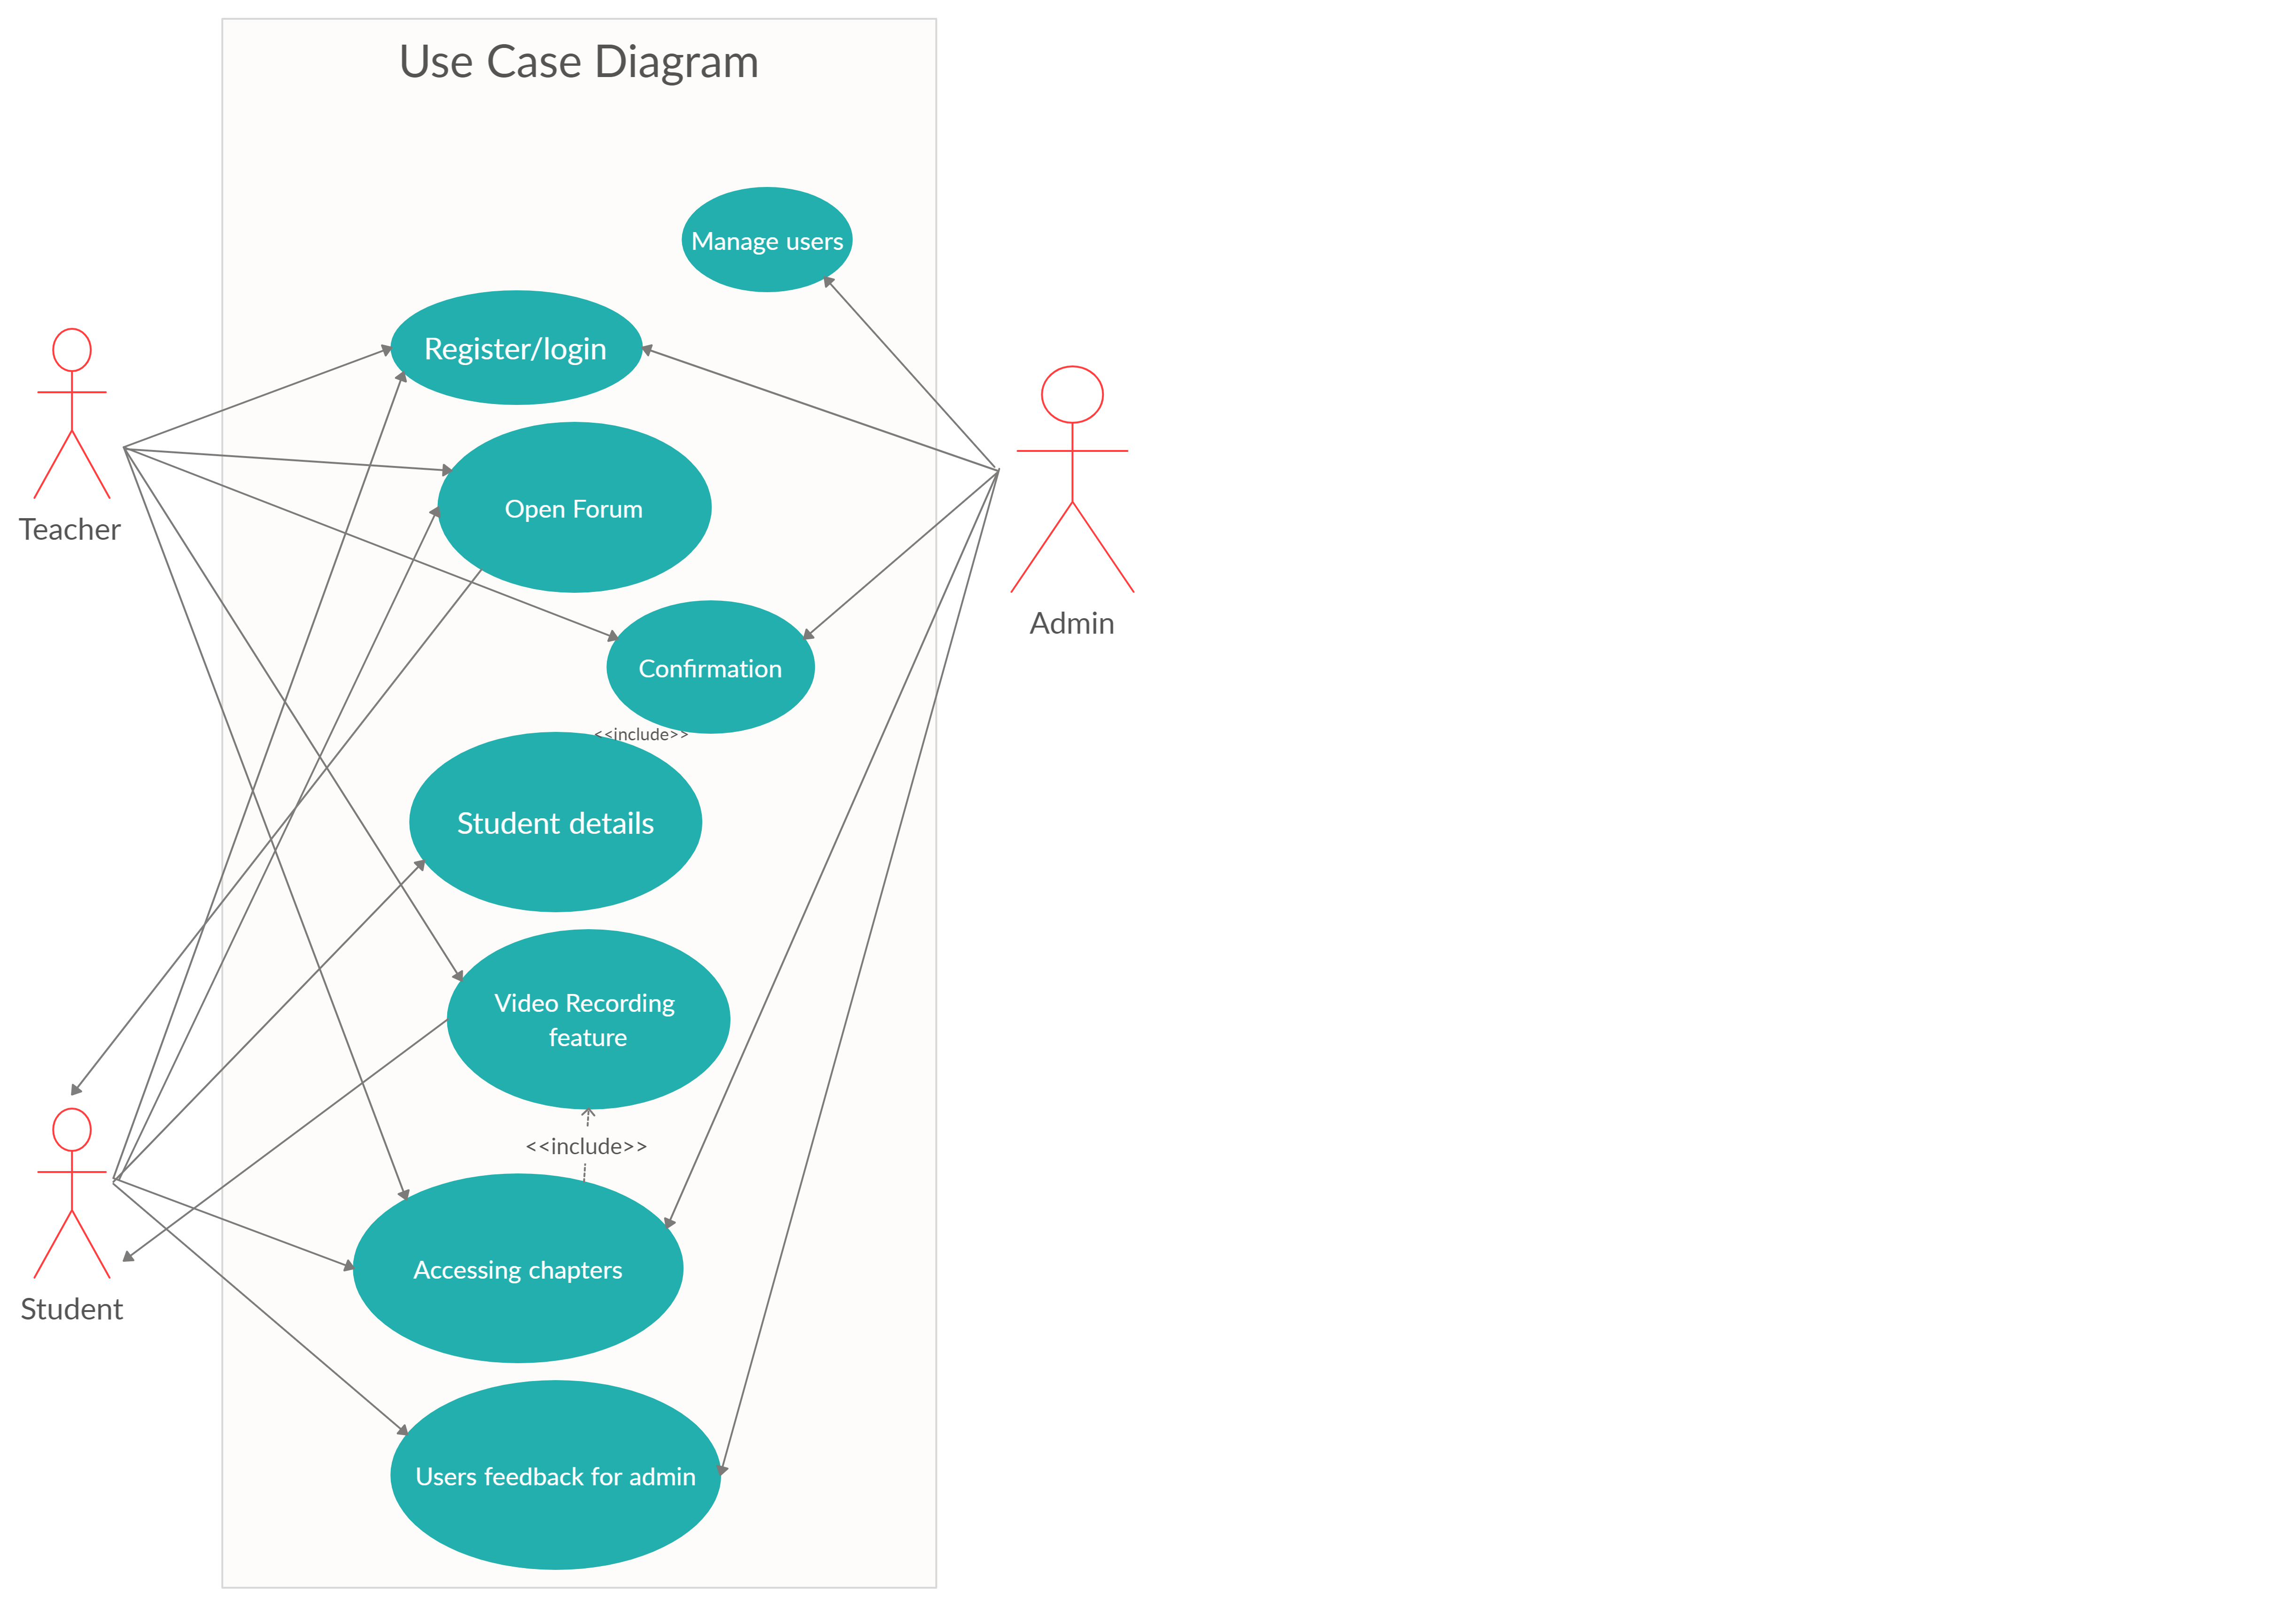 Use Case Diagram
Manage users
Register/login
Teacher
Open Forum
Admin
Confirmation
<<include>>
Student details
Video Recording
feature
<<include>>
Accessing chapters
Student
Users feedback for admin